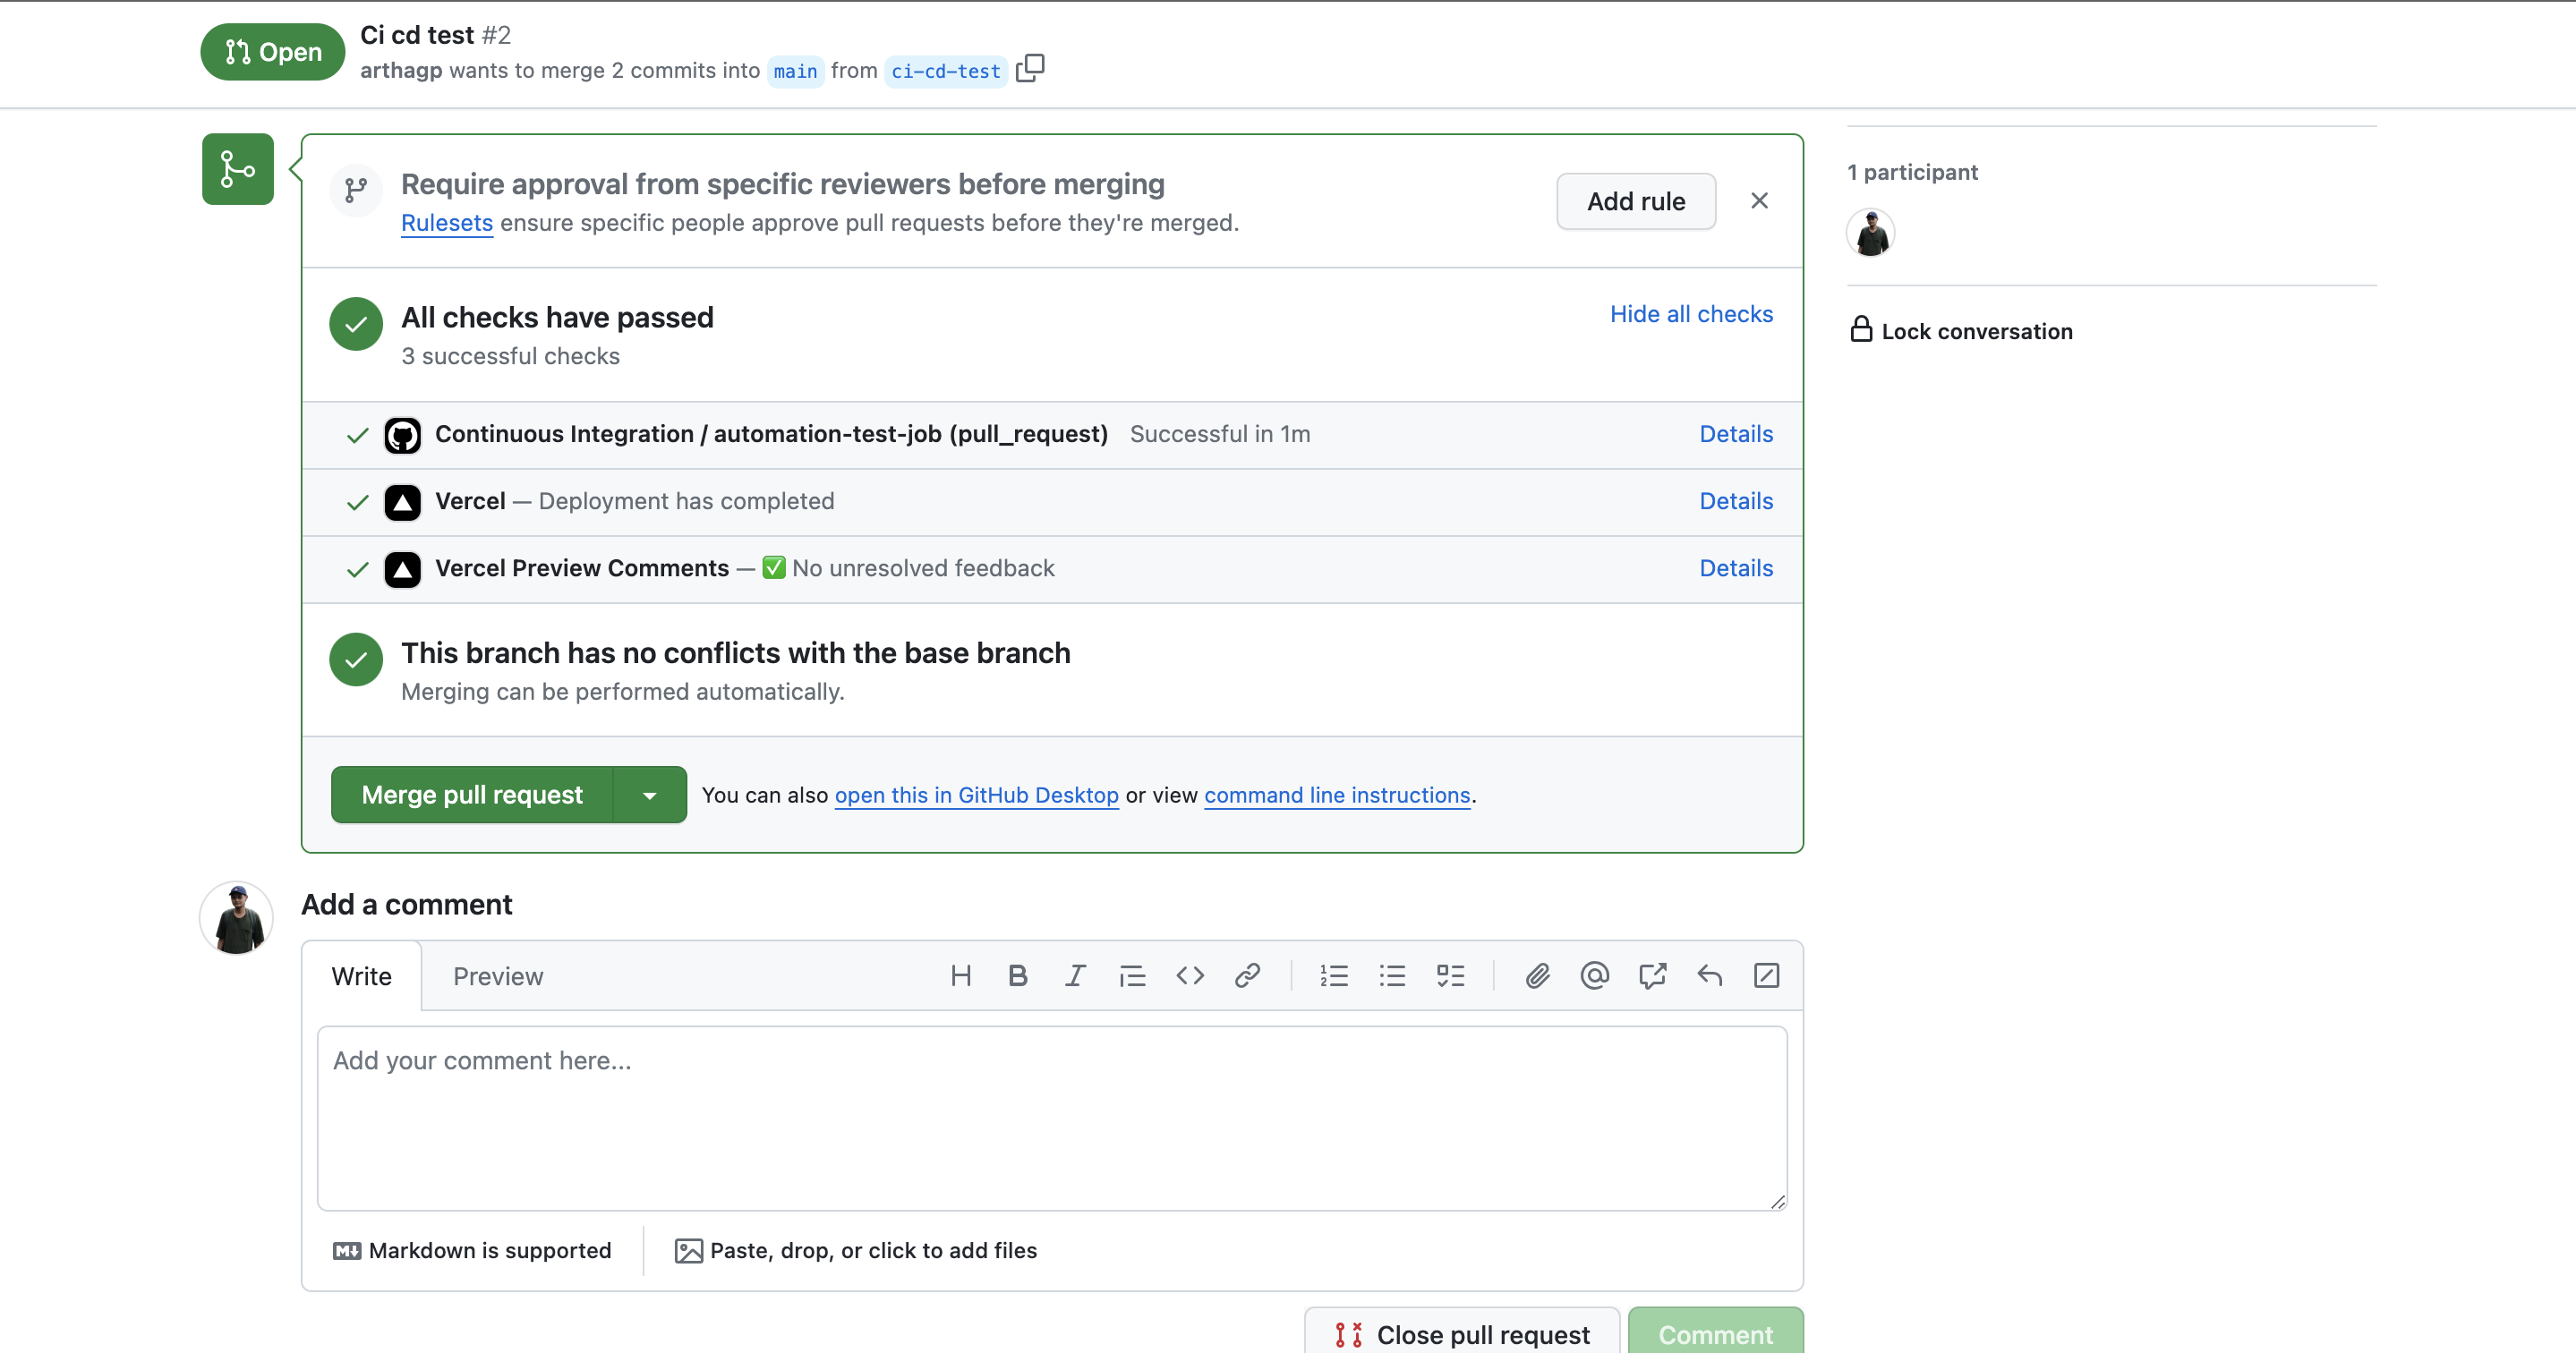 Open
Ci cd test #2
arthagp wants to merge 2 commits into main from ci-cd-test
Require approval from specific reviewers before merging
Rulesets ensure specific people approve pull requests before they're merged.
Add rule
All checks have passed
3 successful checks
Hide all checks
Continuous Integration / automation-test-job (pull_request) Successful in 1m
Details
Vercel — Deployment has completed
Details
Vercel Preview Comments — ✅ No unresolved feedback
Details
This branch has no conflicts with the base branch
Merging can be performed automatically.
Merge pull request
You can also open this in GitHub Desktop or view command line instructions.
1 participant
Lock conversation
Add a comment
Write
Preview
Add your comment here...
Markdown is supported
Paste, drop, or click to add files
Close pull request
Comment